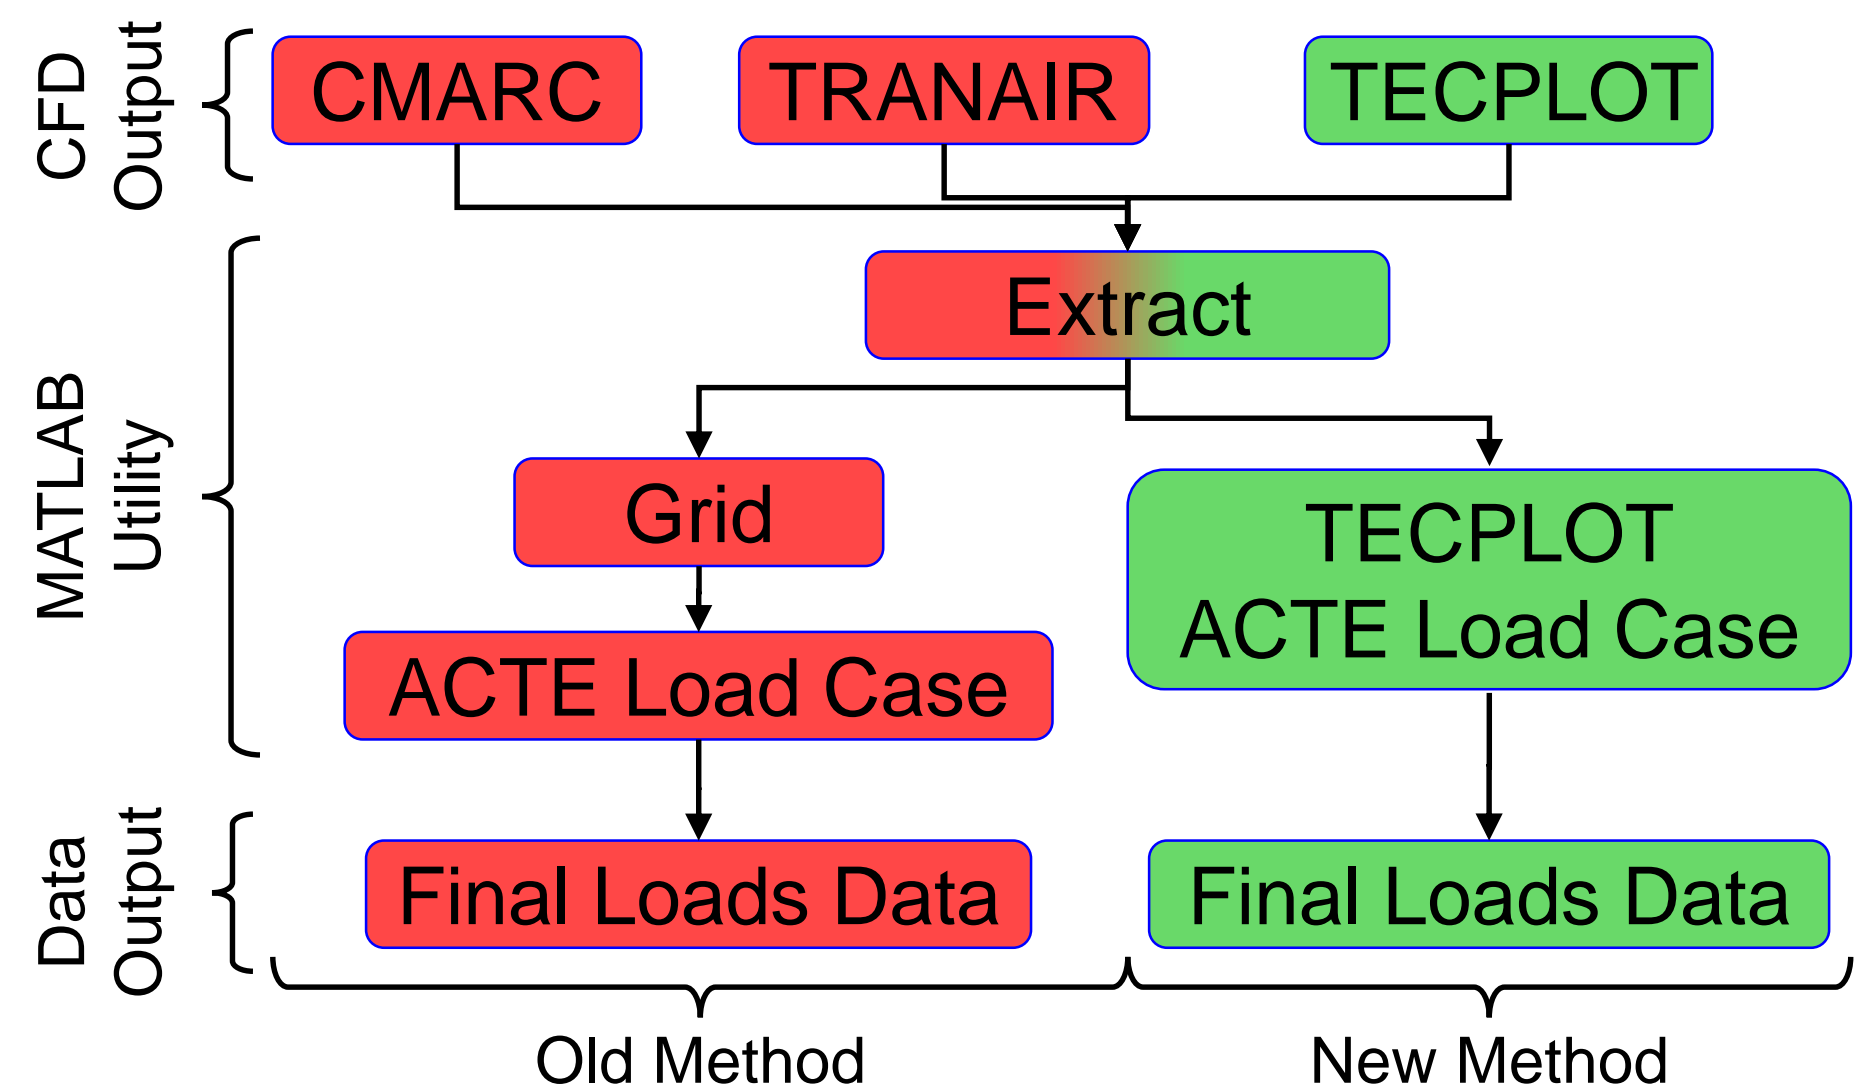 CFD
Output
CMARC
TRANAIR
TECPLOT
MATLAB
Utility
Extract
Grid
TECPLOT
ACTE Load Case
ACTE Load Case
Data
Output
Final Loads Data
Final Loads Data
Old Method
New Method